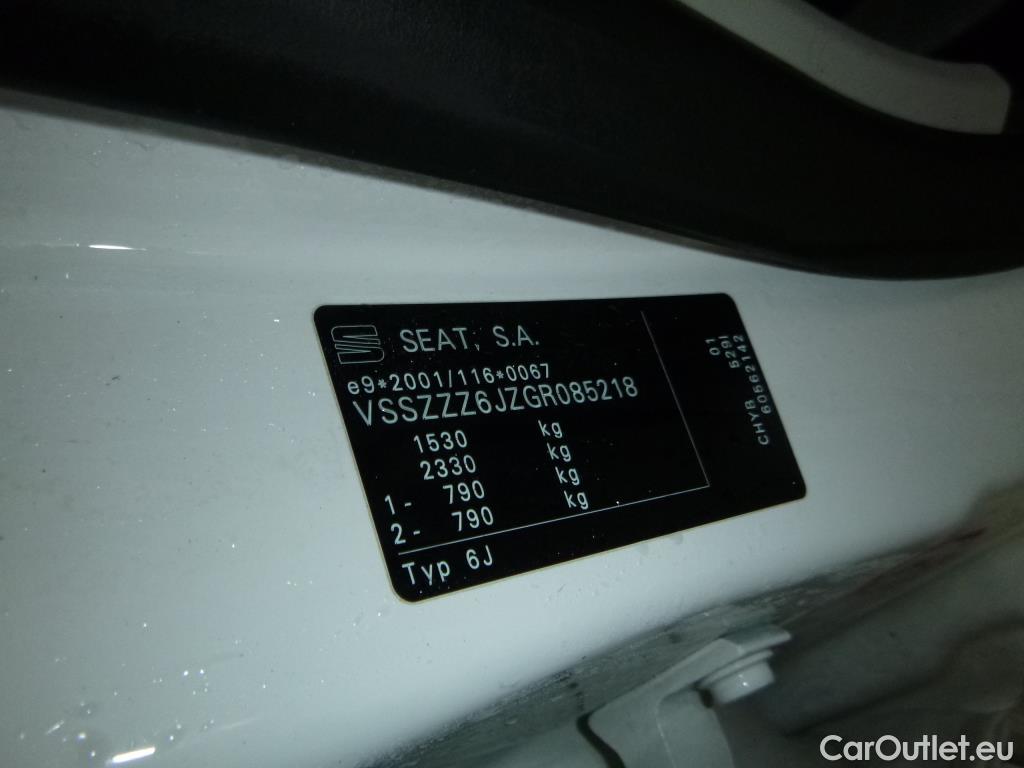 SEAT, S.A.
e9*2001/116*0067
VSSZZZ6JZGR085218
1530 kg
2330 kg
1- 790 kg
2- 790 kg
Typ 6J
01
529I
60562142
CHYB
CarOutlet.eu